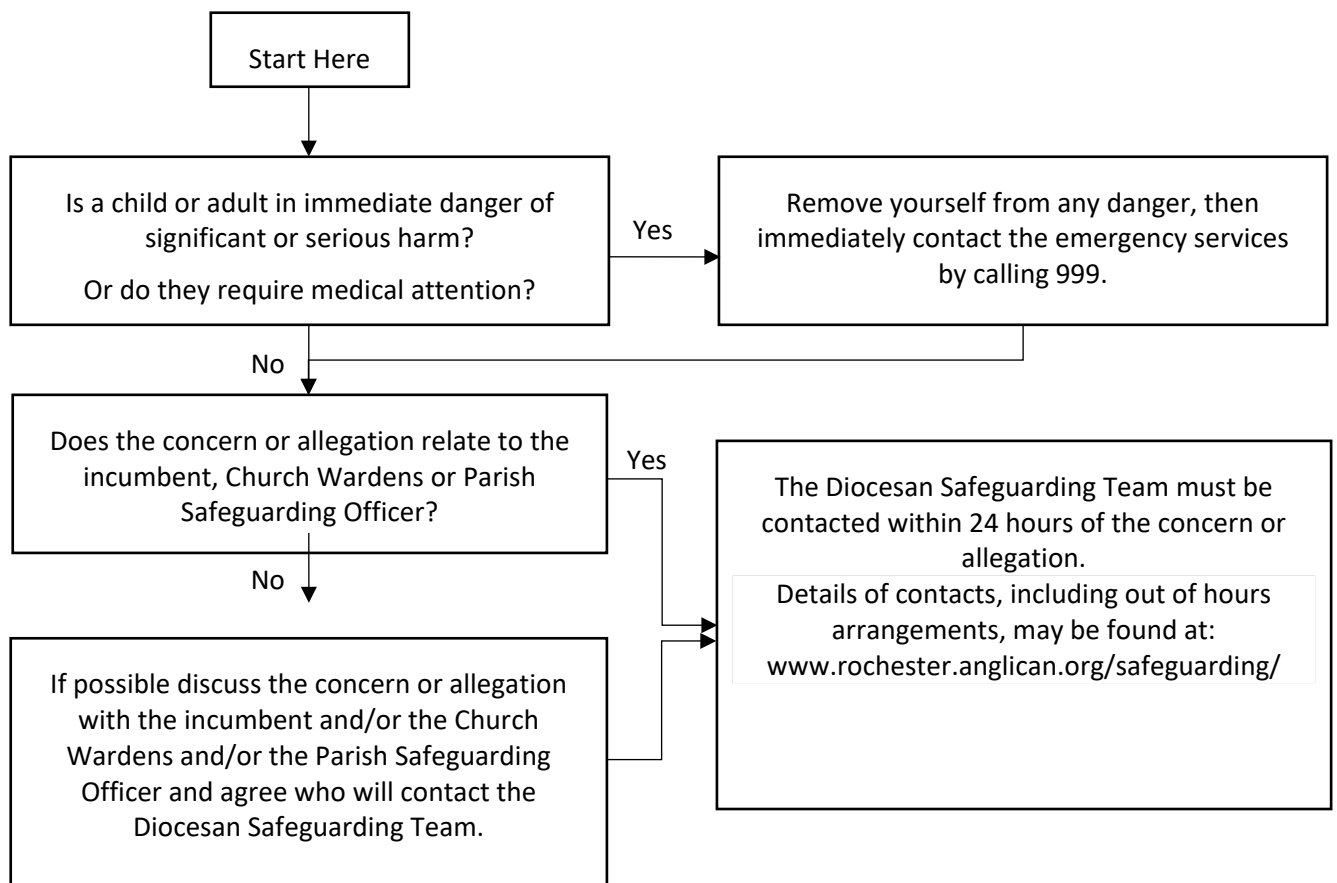 Start Here
Is a child or adult in immediate danger of
significant or serious harm?
Or do they require medical attention?
Yes
Remove yourself from any danger, then
immediately contact the emergency services
by calling 999.
No
Does the concern or allegation relate to the
incumbent, Church Wardens or Parish
Safeguarding Officer?
Yes
The Diocesan Safeguarding Team must be
contacted within 24 hours of the concern or
allegation.
Details of contacts, including out of hours
arrangements, may be found at:
www.rochester.anglican.org/safeguarding/
No
If possible discuss the concern or allegation
with the incumbent and/or the Church
Wardens and/or the Parish Safeguarding
Officer and agree who will contact the
Diocesan Safeguarding Team.